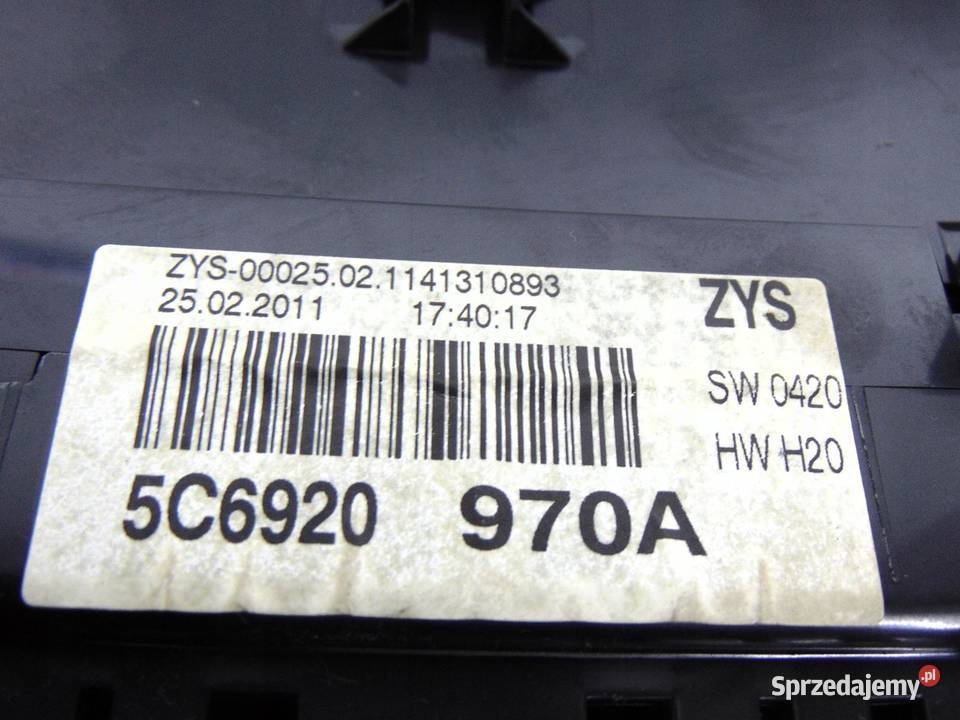 ZYS-00025.02.1141310893
25.02.2011 17:40:17
ZYS
SW 0420
HW H20
5C6920 970A
Sprzedajemy.pl